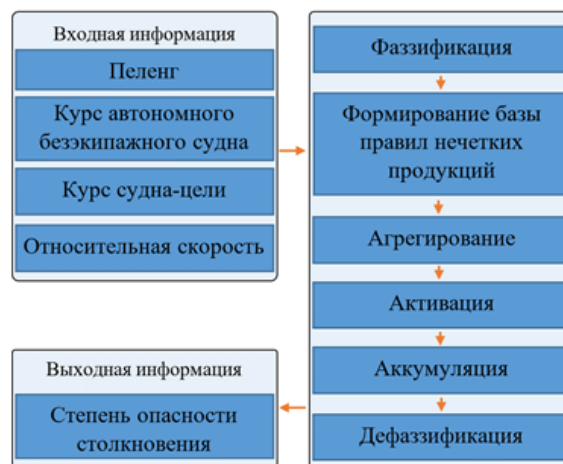 Входная информация
Пеленг
Курс автономного
безэкипажного судна
Курс судна-цели
Относительная скорость
Фаззификация
Формирование базы
правил нечетких
продукций
Агрегирование
Активация
Аккумуляция
Дефаззификация
Выходная информация
Степень опасности
столкновения